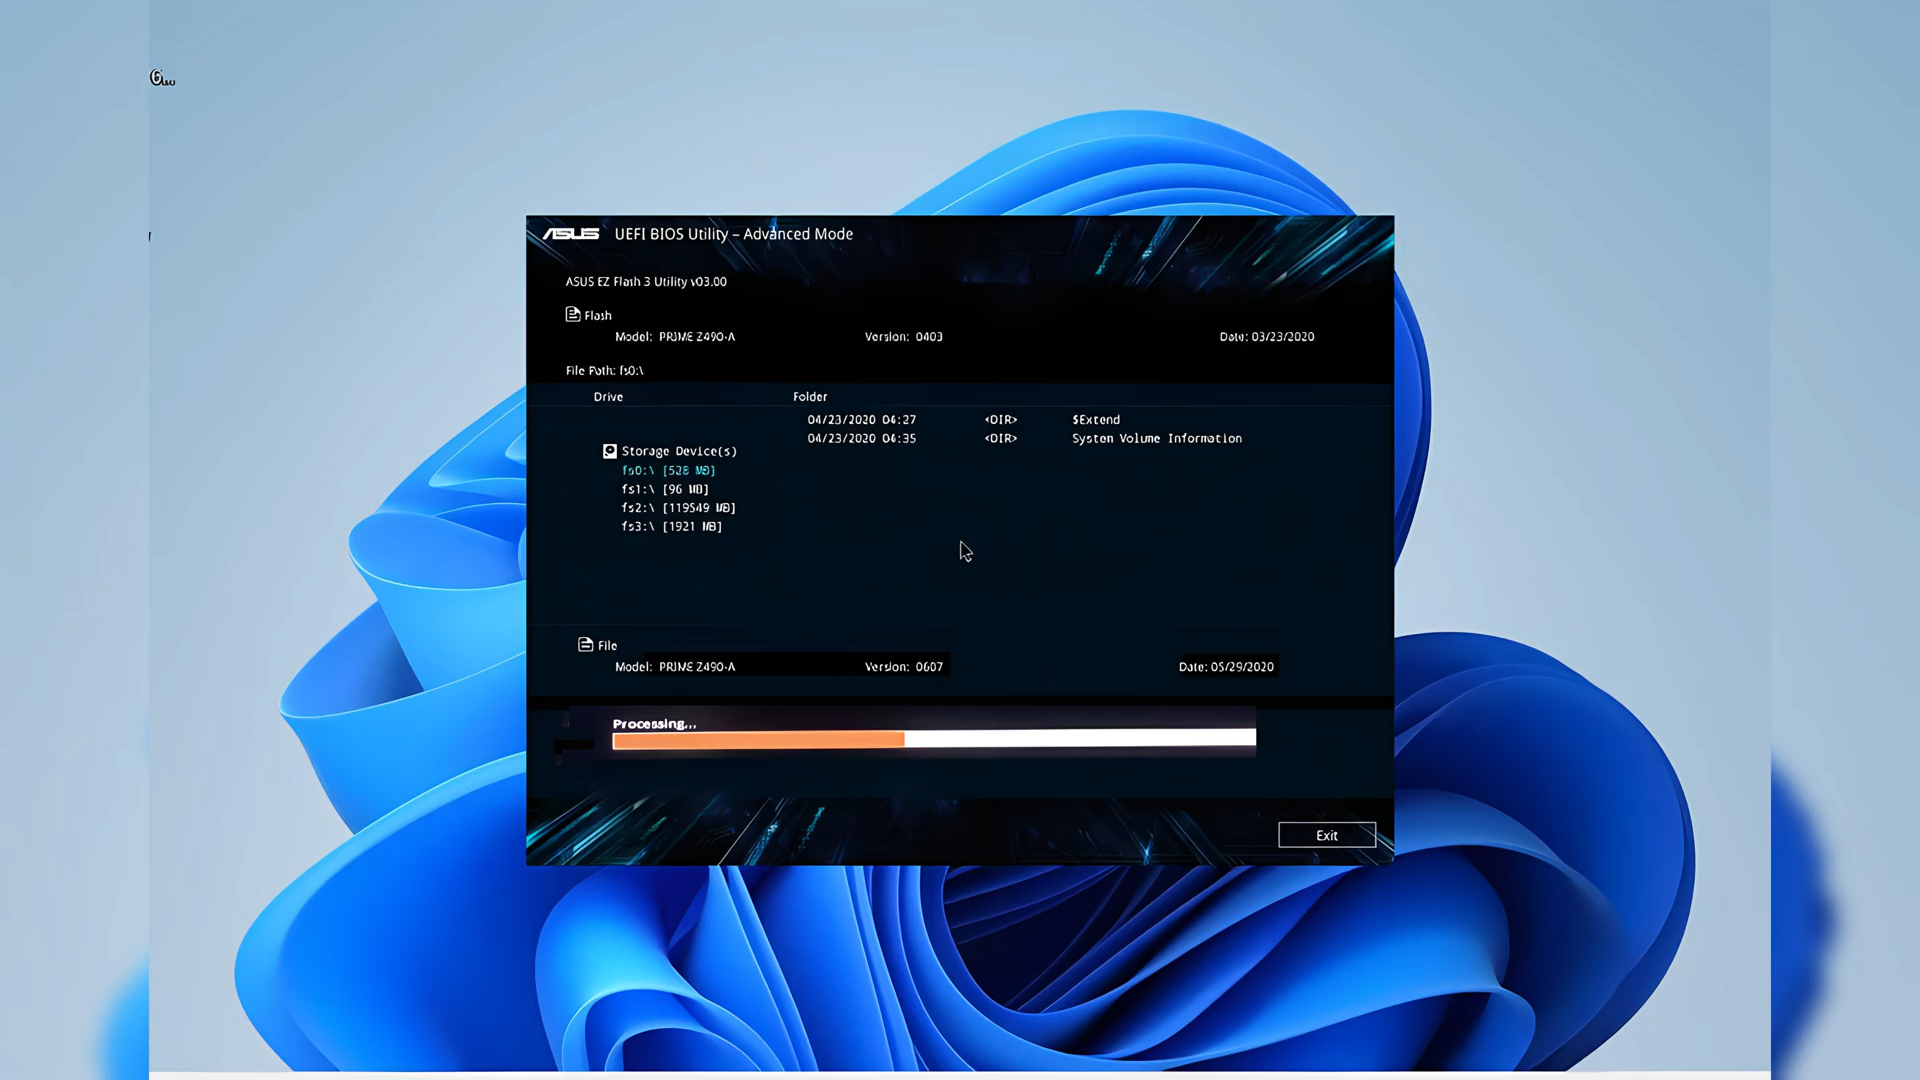 ASUS UEFI BIOS Utility – Advanced Mode
ASUS EZ Flash 3 Utility v03.00
Flash
Model: PRIME Z490-A Version: 0403 Date: 03/23/2020
File Path: fs0:\
Drive Folder
04/23/2020 04:27 <DIR> $Extend
04/23/2020 04:35 <DIR> System Volume Information
Storage Device(s)
fs0:\ [528 MB]
fs1:\ [96 MB]
fs2:\ [119549 MB]
fs3:\ [1921 MB]
File
Model: PRIME Z490-A Version: 0607 Date: 05/29/2020
Processing...
Exit